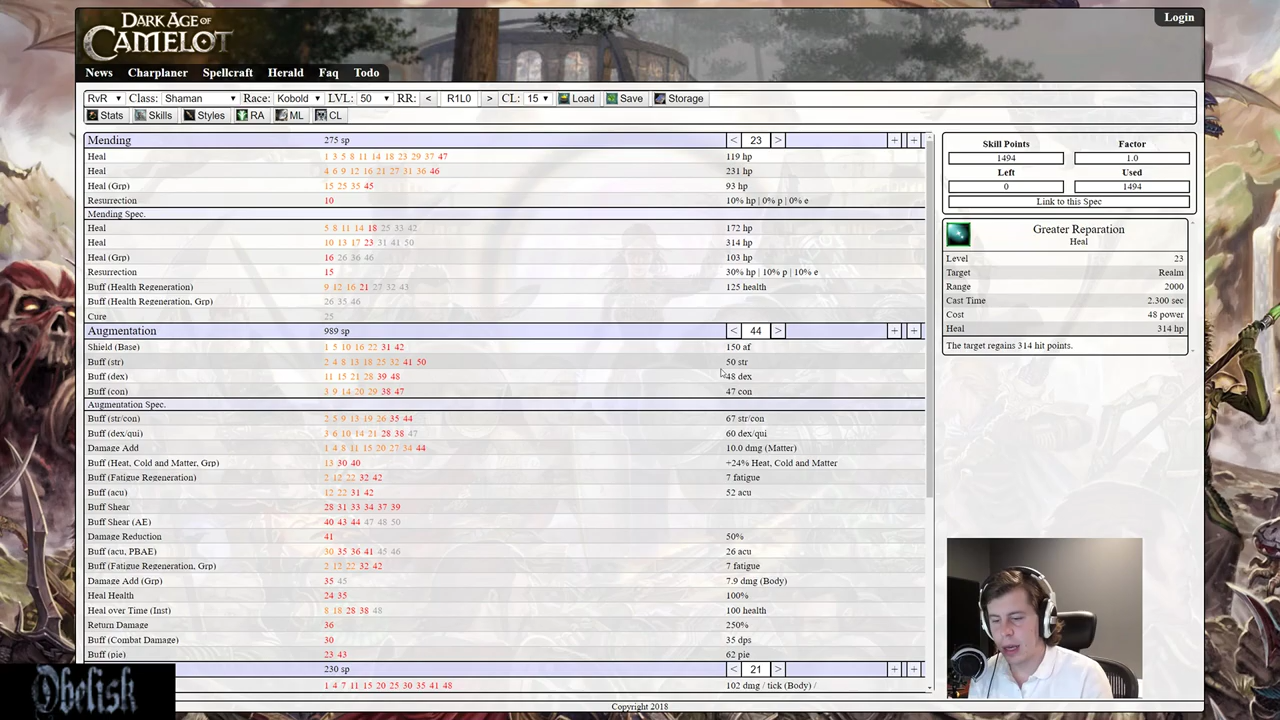 DARK AGE OF
CAMELOT
Login
News Charplaner Spellcraft Herald Faq Todo
RvR Class: Shaman Race: Kobold LVL: 50 RR: < R1L0 > CL: 15 Load Save Storage
Stats Skills Styles RA ML CL
Mending 275 sp < 23 > + +
Heal 1 3 5 8 11 14 18 23 29 37 47 119 hp
Heal 4 6 9 12 16 21 27 31 36 46 231 hp
Heal (Grp) 15 25 35 45 93 hp
Resurrection 10 10% hp | 0% p | 0% e
Mending Spec.
Heal 5 8 11 14 18 25 33 42 172 hp
Heal 10 13 17 23 31 41 50 314 hp
Heal (Grp) 16 26 36 46 103 hp
Resurrection 15 30% hp | 10% p | 10% e
Buff (Health Regeneration) 9 12 16 21 27 32 43 125 health
Buff (Health Regeneration, Grp) 26 35 46
Cure 25
Augmentation 989 sp < 44 > + +
Shield (Base) 1 5 10 16 22 31 42 150 af
Buff (str) 2 4 8 13 18 25 32 41 50 50 str
Buff (dex) 11 15 21 28 39 48 48 dex
Buff (con) 3 9 14 20 29 38 47 47 con
Augmentation Spec.
Buff (str/con) 2 5 9 13 19 26 35 44 67 str/con
Buff (dex/qui) 3 6 10 14 21 28 38 47 60 dex/qui
Damage Add 1 4 8 11 15 20 27 34 44 10.0 dmg (Matter)
Buff (Heat, Cold and Matter, Grp) 13 30 40 +24% Heat, Cold and Matter
Buff (Fatigue Regeneration) 2 12 22 32 42 7 fatigue
Buff (acu) 12 22 31 42 52 acu
Buff Shear 28 31 33 34 37 39
Buff Shear (AE) 40 43 44 47 48 50
Damage Reduction 41 50%
Buff (acu, PBAE) 30 35 36 41 45 46 26 acu
Buff (Fatigue Regeneration, Grp) 2 12 22 32 42 7 fatigue
Damage Add (Grp) 35 45 7.9 dmg (Body)
Heal Health 24 35 100%
Heal over Time (Inst) 8 18 28 38 48 100 health
Return Damage 36 250%
Buff (Combat Damage) 30 35 dps
Buff (pie) 23 43 62 pie
230 sp < 21 > + +
1 4 7 11 15 20 25 30 35 41 48 102 dmg / tick (Body) /
Skill Points Factor
1494 1.0
Left Used
0 1494
Link to this Spec
Greater Reparation
Heal
Level 23
Target Realm
Range 2000
Cast Time 2.300 sec
Cost 48 power
Heal 314 hp
The target regains 314 hit points.
Obelisk
Copyright 2018